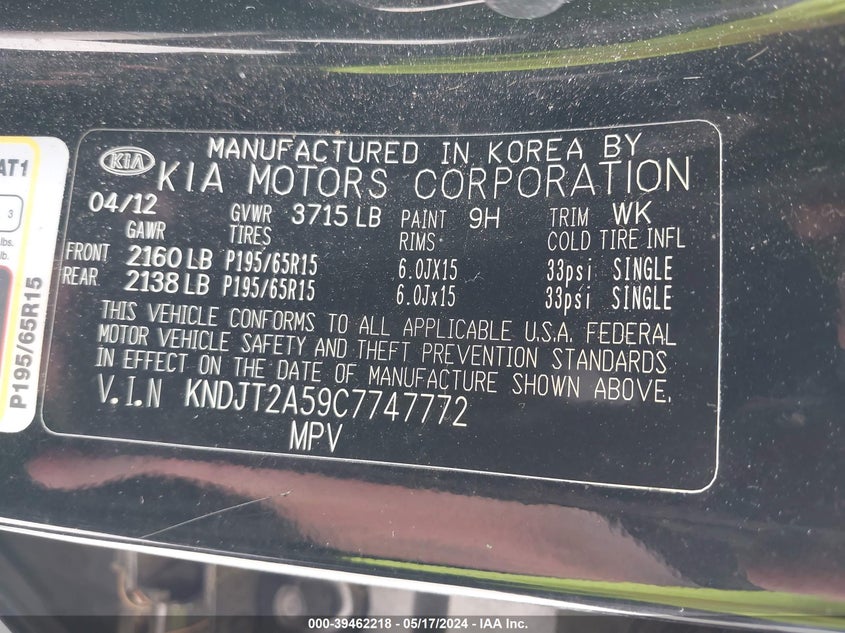 MANUFACTURED IN KOREA BY
KIA KIA MOTORS CORPORATION
04/12 GVWR 3715 LB PAINT 9H TRIM WK
GAWR TIRES RIMS COLD TIRE INFL
FRONT 2160 LB P195/65R15 6.0JX15 33psi SINGLE
REAR 2138 LB P195/65R15 6.0Jx15 33psi SINGLE
THIS VEHICLE CONFORMS TO ALL APPLICABLE U.S.A. FEDERAL
MOTOR VEHICLE SAFETY AND THEFT PREVENTION STANDARDS
IN EFFECT ON THE DATE OF MANUFACTURE SHOWN ABOVE.
V.I.N KNDJT2A59C7747772
MPV
AT1
3
lbs.
P195/65R15
000-39462218 - 05/17/2024 - IAA Inc.